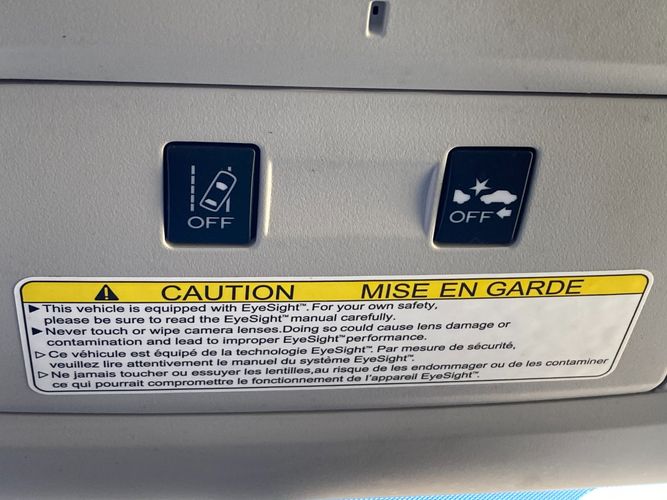 OFF
OFF
CAUTION MISE EN GARDE
This vehicle is equipped with EyeSight™. For your own safety,
please be sure to read the EyeSight™ manual carefully.
Never touch or wipe camera lenses.Doing so could cause lens damage or
contamination and lead to improper EyeSight™ performance.
Ce véhicule est équipé de la technologie EyeSight™. Par mesure de sécurité,
veuillez lire attentivement le manuel du système EyeSight™.
Ne jamais toucher ou essuyer les lentilles,au risque de les endommager ou de les contaminer
ce qui pourrait compromettre le fonctionnement de l'appareil EyeSight™.